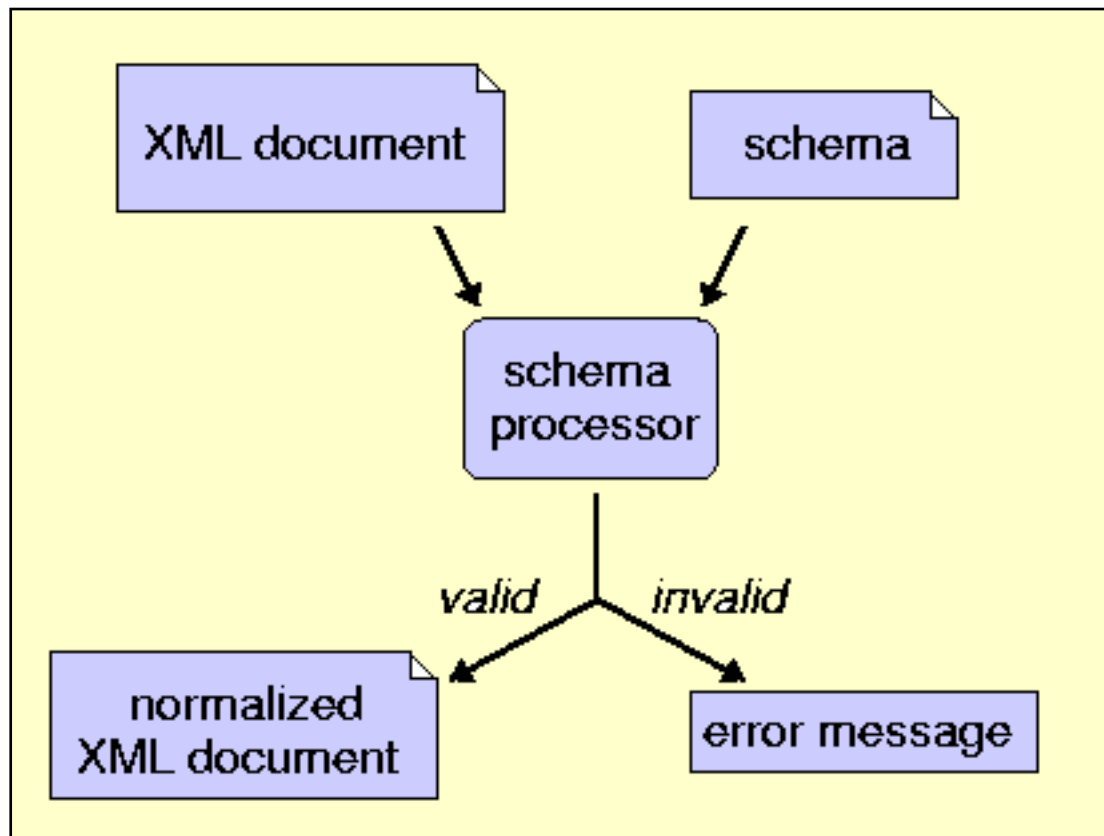 XML document
schema
schema
processor
valid
invalid
normalized
XML document
error message